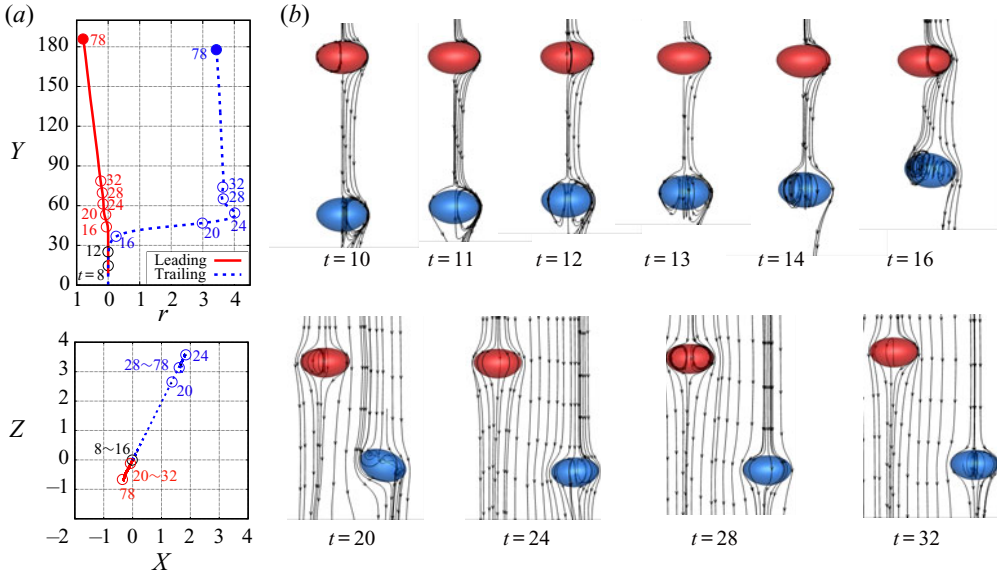 (a)
180
150
120
90
60
30
0
Y
78
78
32
28
24
20
16
12
t = 8
32
28
24
20
16
Leading
Trailing
1 0 1 2 3 4
r
4
3
2
1
0
–1
Z
24
28～78
20
8～16
20～32
78
–2 –1 0 1 2 3 4
X
(b)
t = 10 t = 11 t = 12 t = 13 t = 14 t = 16
t = 20 t = 24 t = 28 t = 32